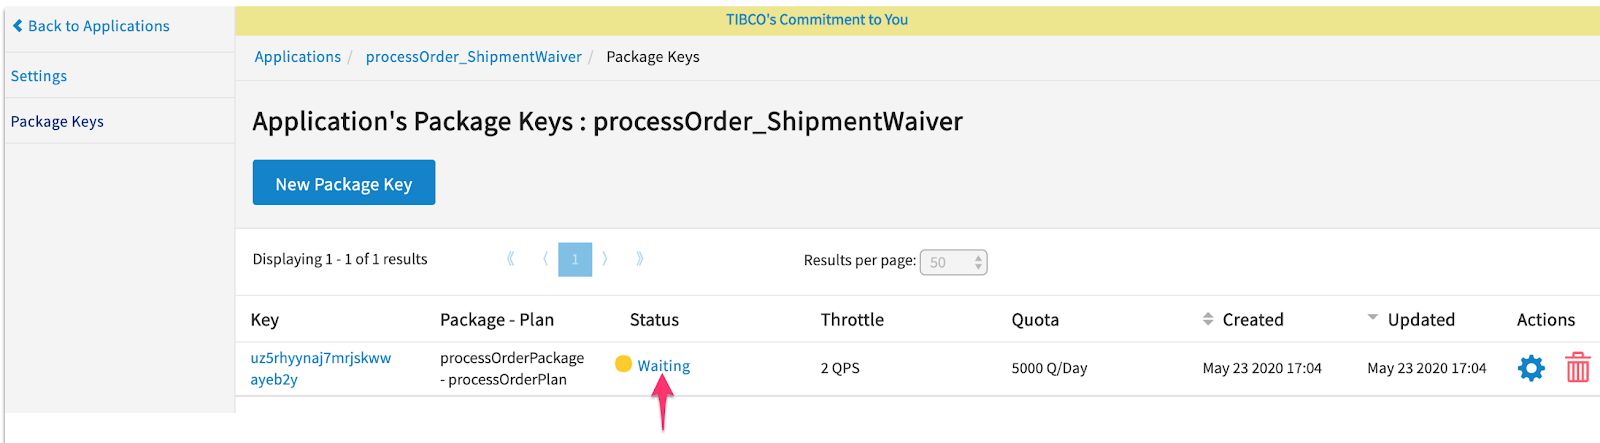 Back to Applications
Settings
Package Keys
TIBCO's Commitment to You
Applications / processOrder_ShipmentWaiver / Package Keys
Application's Package Keys : processOrder_ShipmentWaiver
New Package Key
Displaying 1 - 1 of 1 results 《 〈 1 〉 》 Results per page: 50
Key Package - Plan Status Throttle Quota Created Updated Actions
uz5rhyynaj7mrjskww
ayeb2y
processOrderPackage
- processOrderPlan
Waiting
2 QPS
5000 Q/Day
May 23 2020 17:04
May 23 2020 17:04